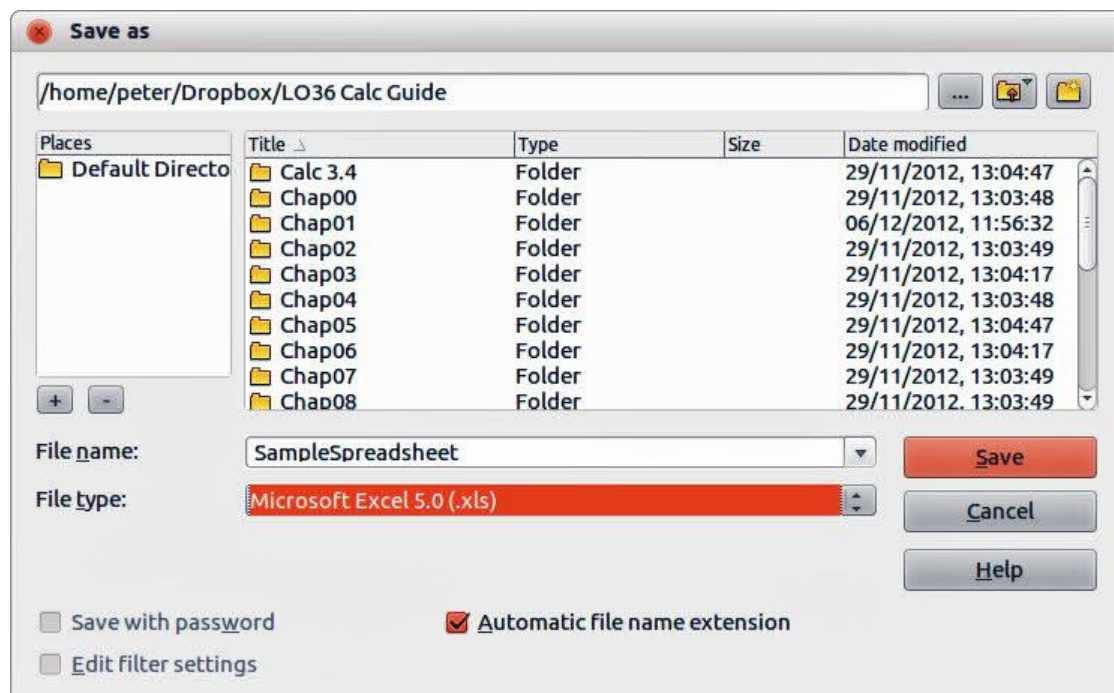 Save as
/home/peter/Dropbox/LO36 Calc Guide
...
Places
Default Directo
Title Type Size Date modified
Calc 3.4 Folder 29/11/2012, 13:04:47
Chap00 Folder 29/11/2012, 13:03:48
Chap01 Folder 06/12/2012, 11:56:32
Chap02 Folder 29/11/2012, 13:03:49
Chap03 Folder 29/11/2012, 13:04:17
Chap04 Folder 29/11/2012, 13:03:48
Chap05 Folder 29/11/2012, 13:04:47
Chap06 Folder 29/11/2012, 13:04:17
Chap07 Folder 29/11/2012, 13:03:49
Chap08 Folder 29/11/2012, 13:03:49
+ -
File name: SampleSpreadsheet Save
File type: Microsoft Excel 5.0 (.xls)
Cancel
Help
Save with password Automatic file name extension
Edit filter settings